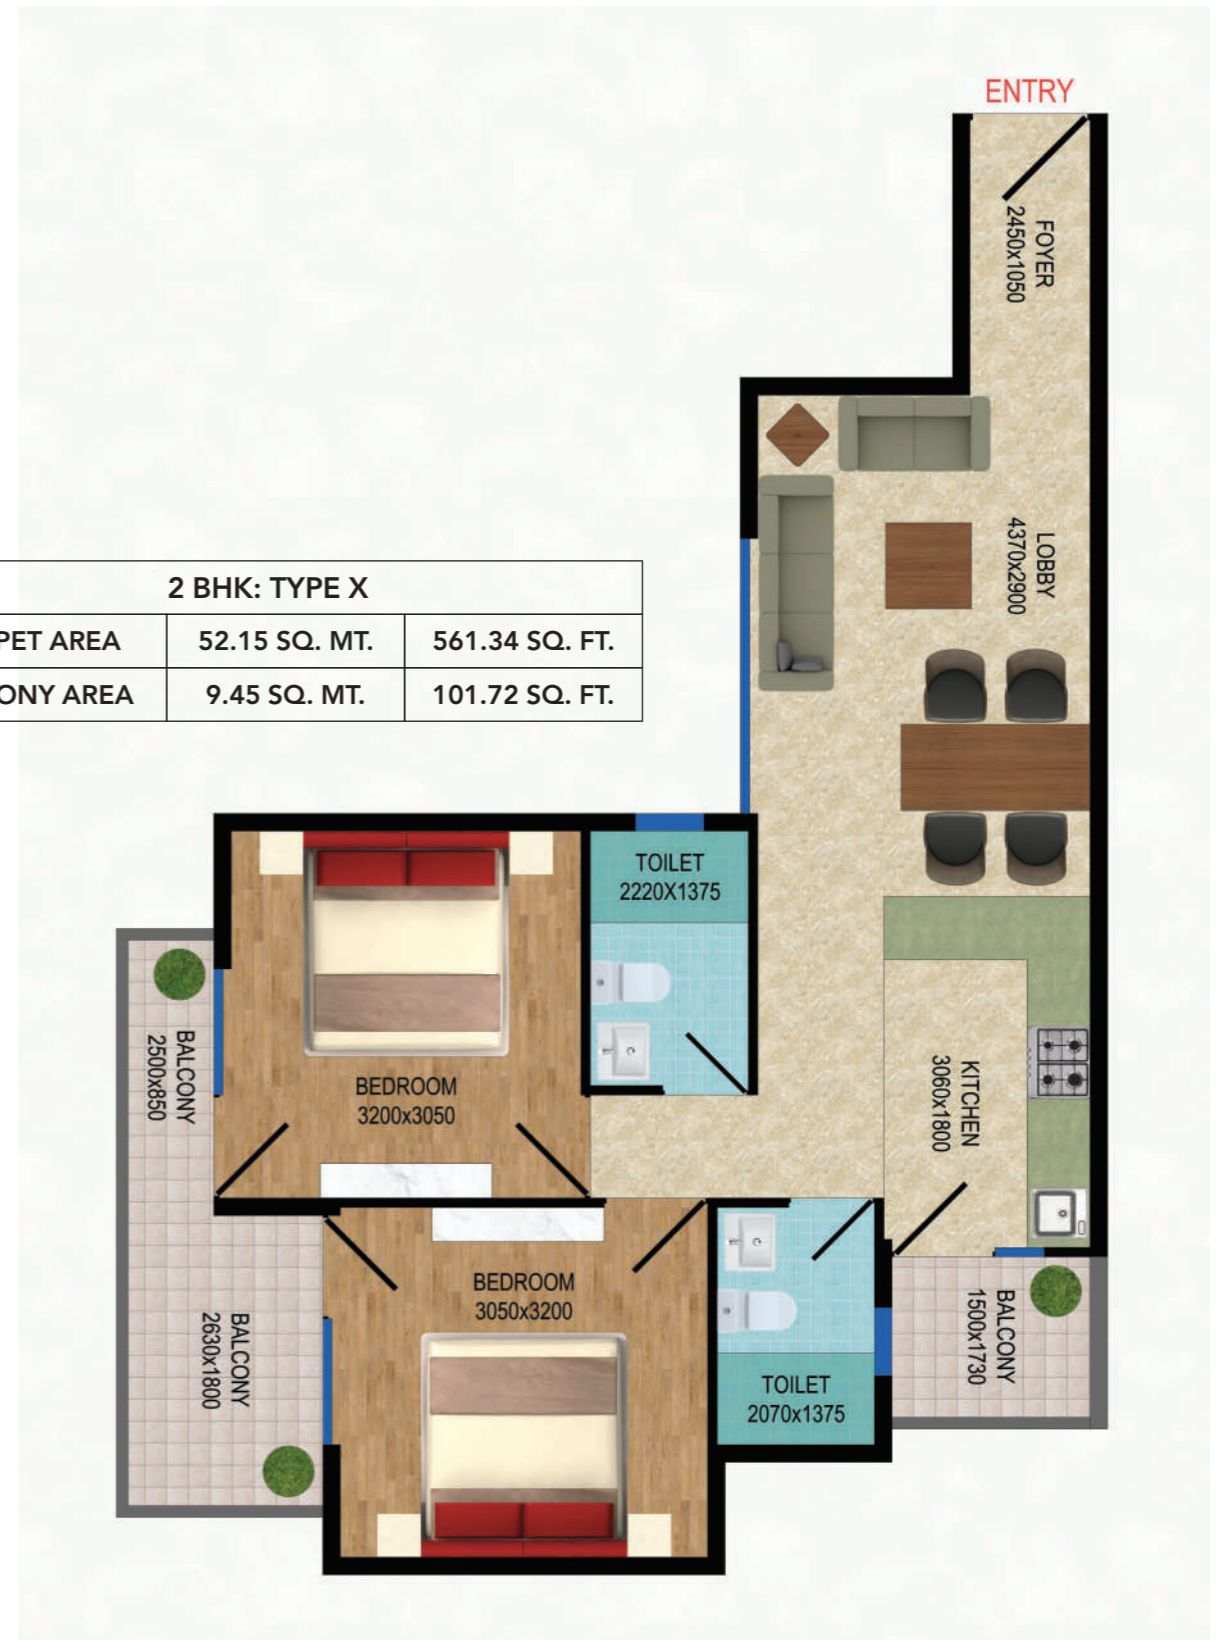 ENTRY
FOYER
2450x1050
LOBBY
4370x2900
2 BHK: TYPE X
PET AREA 52.15 SQ. MT. 561.34 SQ. FT.
ONY AREA 9.45 SQ. MT. 101.72 SQ. FT.
TOILET
2220X1375
BALCONY
2500x850
BEDROOM
3200x3050
KITCHEN
3060x1800
BEDROOM
3050x3200
BALCONY
2630x1800
TOILET
2070x1375
BALCONY
1500x1730